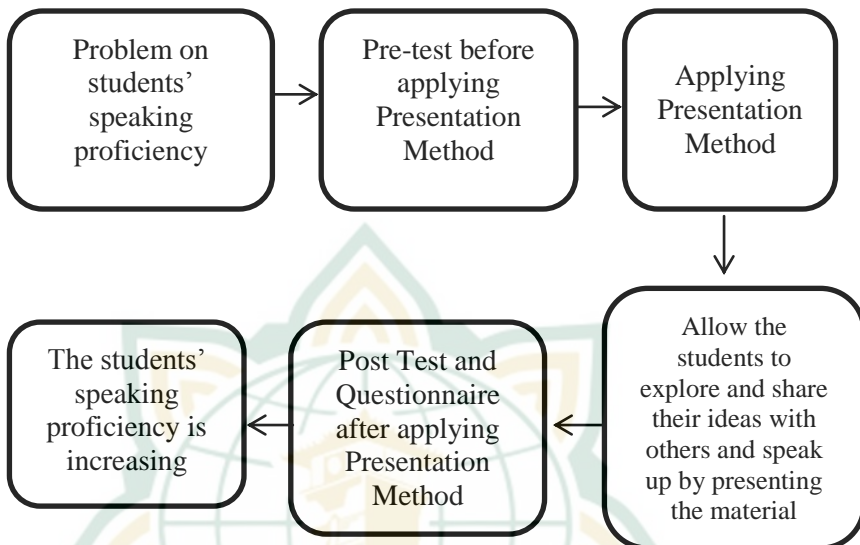 Problem on
students’
speaking
proficiency
Pre-test before
applying
Presentation
Method
Applying
Presentation
Method
Allow the
students to
explore and share
their ideas with
others and speak
up by presenting
the material
Post Test and
Questionnaire
after applying
Presentation
Method
The students’
speaking
proficiency is
increasing